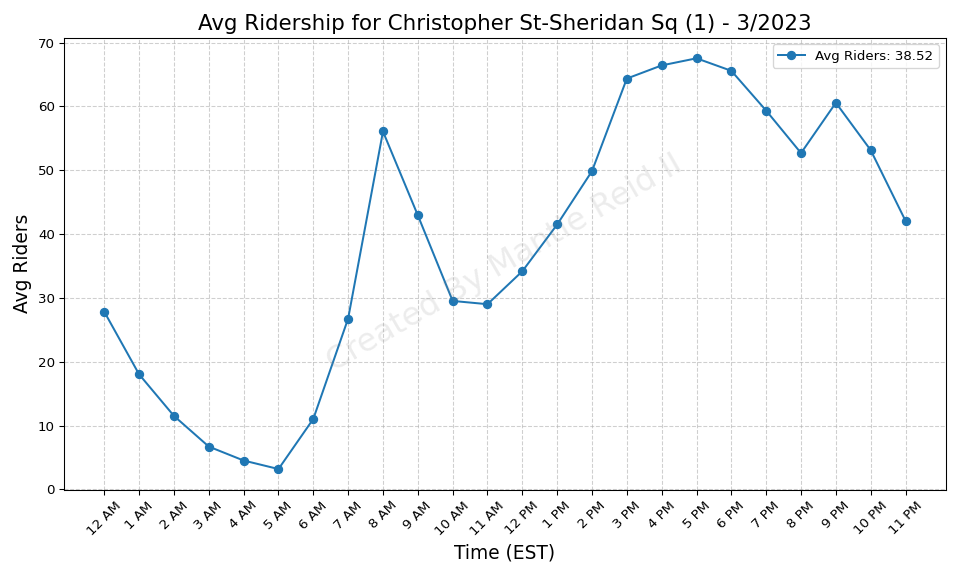 Avg Ridership for Christopher St-Sheridan Sq (1) - 3/2023
Avg Riders: 38.52
70
60
50
40
30
20
10
0
Avg Riders
Created By Mantie Reid II
12 AM
1 AM
2 AM
3 AM
4 AM
5 AM
6 AM
7 AM
8 AM
9 AM
10 AM
11 AM
12 PM
1 PM
2 PM
3 PM
4 PM
5 PM
6 PM
7 PM
8 PM
9 PM
10 PM
11 PM
Time (EST)